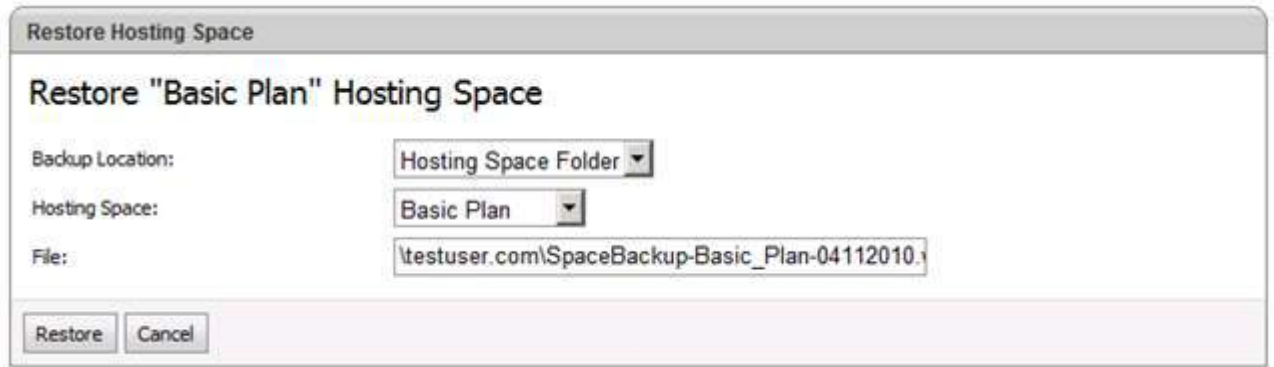 Restore Hosting Space
Restore "Basic Plan" Hosting Space
Backup Location: Hosting Space Folder
Hosting Space: Basic Plan
File: \testuser.com\SpaceBackup-Basic_Plan-04112010.
Restore Cancel